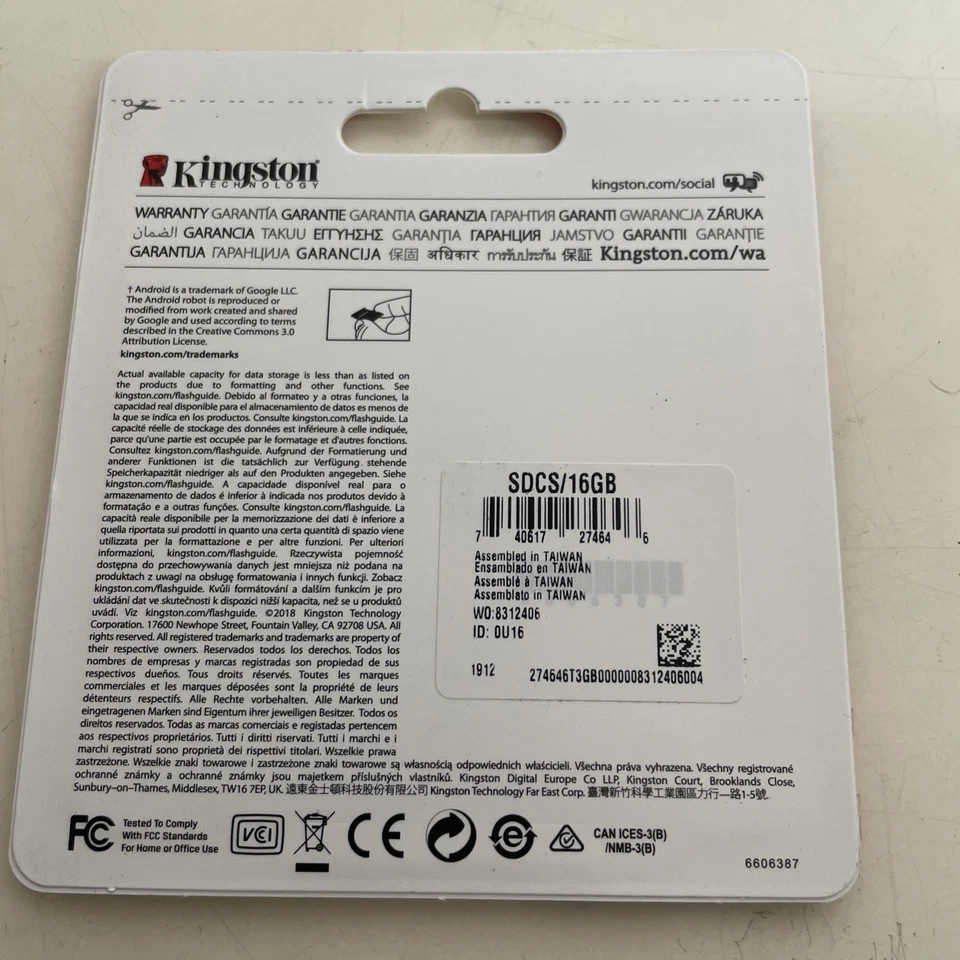 Kingston
TECHNOLOGY
kingston.com/social
WARRANTY GARANTÍA GARANTIE GARANTIA GARANZIA ГАРАНТИЯ GARANTI GWARANCJA ZÁRUKA
الضمان GARANCIA TAKUU ΕΓΓΥΗΣΗΣ GARANȚIA ГАРАНЦИЯ JAMSTVO GARANTII GARANȚIE
GARANTIJA ГАРАНЦИЈА GARANCIJA 保固 अधिकार การรับประกัน 保証 Kingston.com/wa
† Android is a trademark of Google LLC.
The Android robot is reproduced or
modified from work created and shared
by Google and used according to terms
described in the Creative Commons 3.0
Attribution License.
kingston.com/trademarks
Actual available capacity for data storage is less than as listed on
the products due to formatting and other functions. See
kingston.com/flashguide. Debido al formateo y a otras funciones, la
capacidad real disponible para el almacenamiento de datos es menos de
la que se indica en los productos. Consulte kingston.com/flashguide. La
capacité réelle de stockage des données est inférieure à celle indiquée,
parce qu'une partie est occupée par le formatage et d'autres fonctions.
Consultez kingston.com/flashguide. Aufgrund der Formatierung und
anderer Funktionen ist die tatsächlich zur Verfügung stehende
Speicherkapazität niedriger als auf den Produkten angegeben. Siehe
kingston.com/flashguide. A capacidade disponível real para o
armazenamento de dados é inferior à indicada nos produtos devido à
formatação e a outras funções. Consulte kingston.com/flashguide. La
capacità reale disponibile per la memorizzazione dei dati è inferiore a
quella riportata sui prodotti in quanto una certa quantità di spazio viene
utilizzata per la formattazione e per altre funzioni. Per ulteriori
informazioni, kingston.com/flashguide. Rzeczywista pojemność
dostępna do przechowywania danych jest mniejsza niż podana na
produktach z uwagi na obsługę formatowania i innych funkcji. Zobacz
kingston.com/flashguide. Kvůli formátování a dalším funkcím je pro
ukládání dat ve skutečnosti k dispozici nižší kapacita, než se u produktů
uvádí. Viz kingston.com/flashguide. ©2018 Kingston Technology
Corporation. 17600 Newhope Street, Fountain Valley, CA 92708 USA. All
rights reserved. All registered trademarks and trademarks are property of
their respective owners. Reservados todos los derechos. Todos los
nombres de empresas y marcas registradas son propiedad de sus
respectivos dueños. Tous droits réservés. Toutes les marques
commerciales et les marques déposées sont la propriété de leurs
détenteurs respectifs. Alle Rechte vorbehalten. Alle Marken und
eingetragenen Marken sind Eigentum ihrer jeweiligen Besitzer. Todos os
direitos reservados. Todas as marcas comerciais e registadas pertencem
aos respectivos proprietários. Tutti i diritti riservati. Tutti i marchi e i
marchi registrati sono proprietà dei rispettivi titolari. Wszelkie prawa
zastrzeżone. Wszelkie znaki towarowe i zastrzeżone znaki towarowe są własnością odpowiednich właścicieli. Všechna práva vyhrazena. Všechny registrované
ochranné známky a ochranné známky jsou majetkem příslušných vlastníků. Kingston Digital Europe Co LLP, Kingston Court, Brooklands Close,
Sunbury-on-Thames, Middlesex, TW16 7EP, UK. 遠東金士頓科技股份有限公司 Kingston Technology Far East Corp. 臺灣新竹科學工業園區力行一路1-5號.
SDCS/16GB
7 40617 27464 6
Assembled in TAIWAN
Ensamblado en TAIWAN
Assemblé à TAIWAN
Assemblato in TAIWAN
WO:8312406
ID: 0U16
1912
274646T3GB0000008312406004
FC
Tested To Comply
With FCC Standards
For Home or Office Use
VCI
CE
CAN ICES-3(B)
/NMB-3(B)
6606387